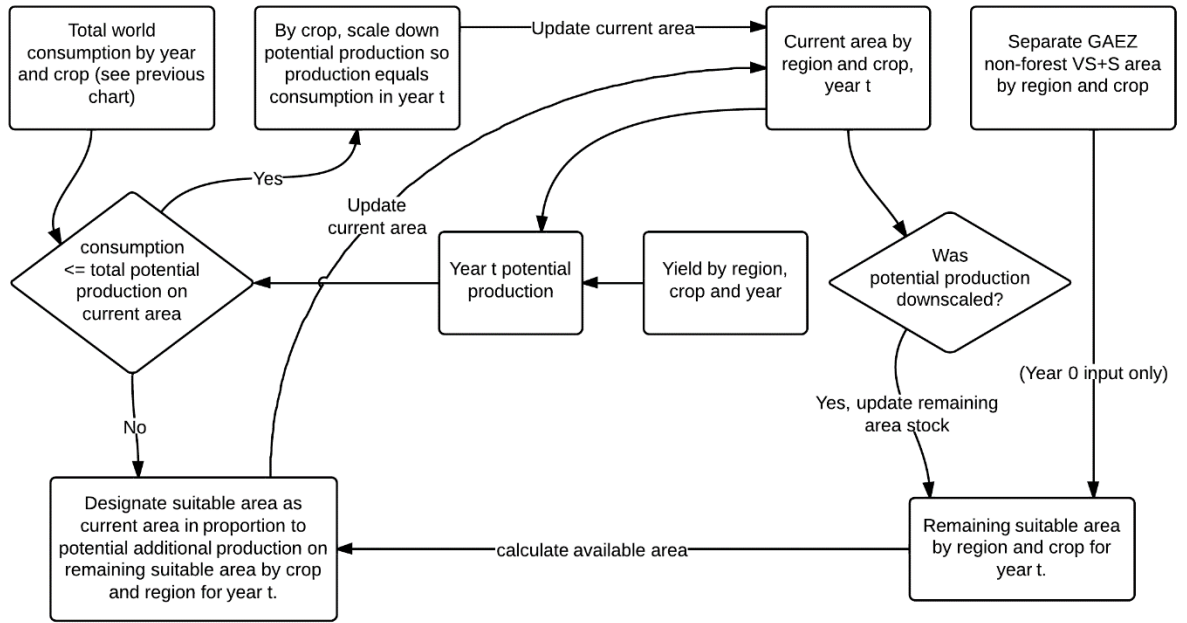 Total world
consumption by year
and crop (see previous
chart)
By crop, scale down
potential production so
production equals
consumption in year t
Update current area
Current area by
region and crop,
year t
Separate GAEZ
non-forest VS+S area
by region and crop
Yes
Update
current area
consumption
<= total potential
production on
current area
Year t potential
production
Yield by region,
crop and year
Was
potential production
downscaled?
(Year 0 input only)
Yes, update remaining
area stock
No
Designate suitable area as
current area in proportion to
potential additional production on
remaining suitable area by crop
and region for year t.
calculate available area
Remaining suitable area
by region and crop for
year t.